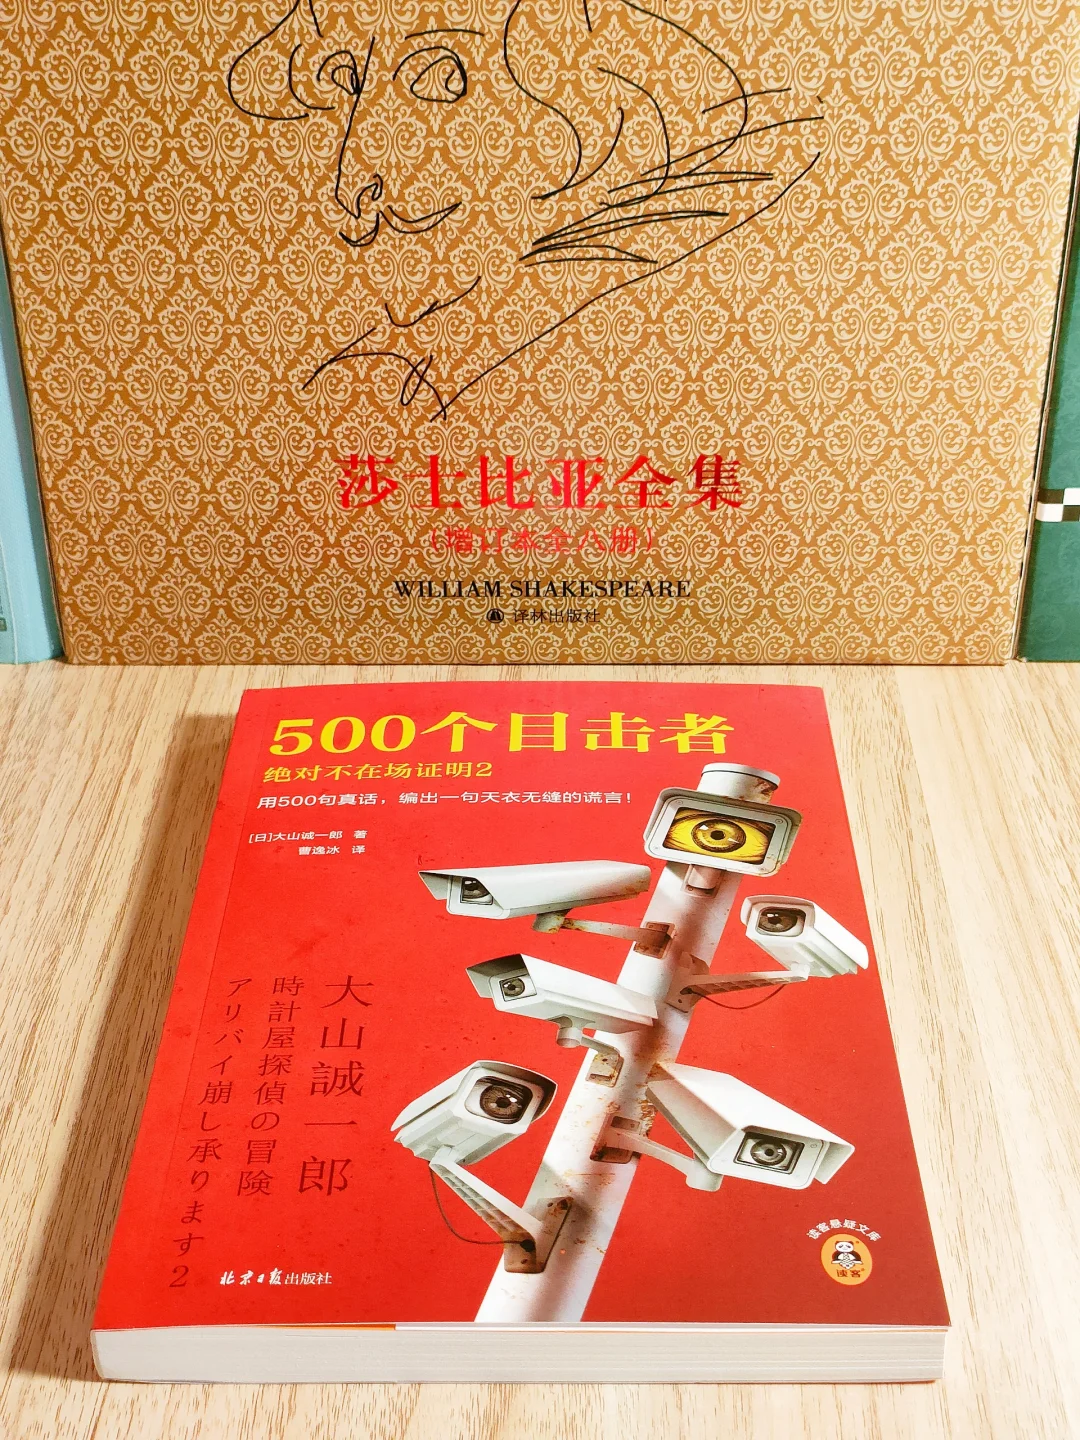 莎士比亚全集
(增订本全八册)
WILLIAM SHAKESPEARE
译林出版社
500个目击者
绝对不在场证明2
用500句真话，编出一句天衣无缝的谎言！
[日]大山诚一郎 著
曹逸冰 译
大山誠一郎
時計屋探偵の冒険
アリバイ崩し承ります2
北京日报出版社
读客悬疑文库
读客